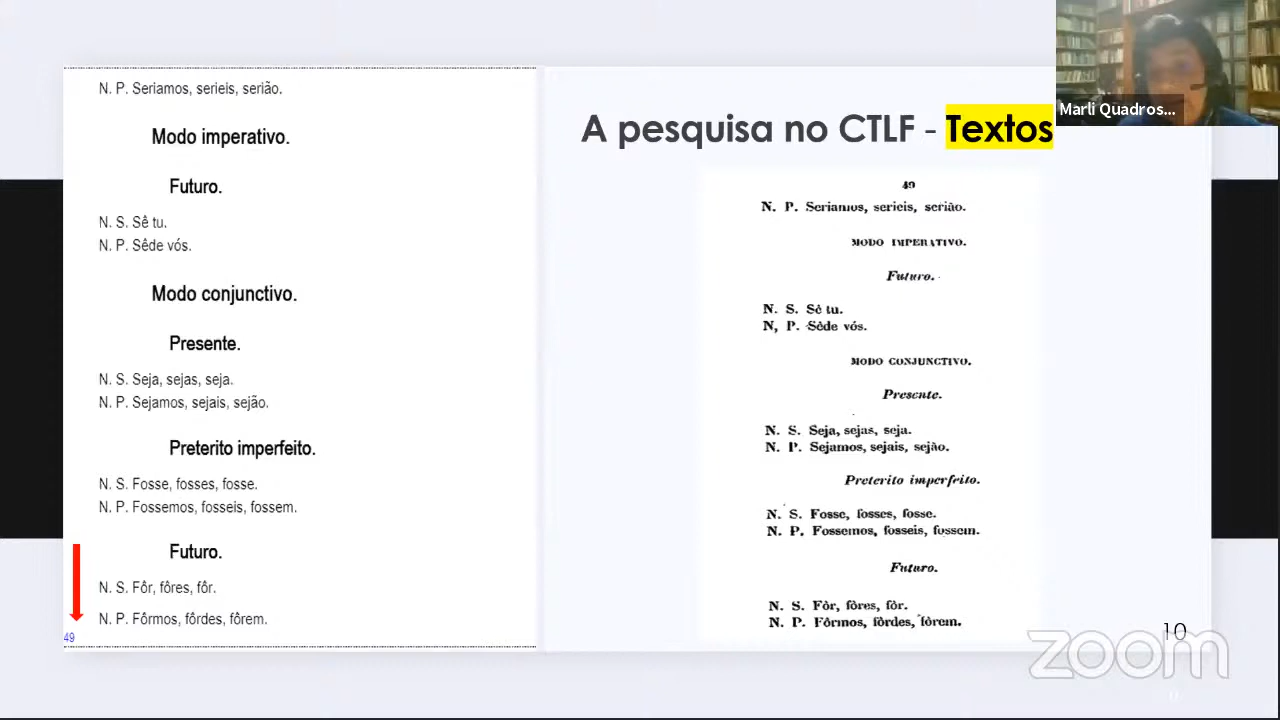 N. P. Seriamos, serieis, serião.
Modo imperativo.
Futuro.
N. S. Sê tu.
N. P. Sêde vós.
Modo conjunctivo.
Presente.
N. S. Seja, sejas, seja.
N. P. Sejamos, sejais, sejão.
Preterito imperfeito.
N. S. Fosse, fosses, fosse.
N. P. Fossemos, fosseis, fossem.
Futuro.
N. S. Fôr, fôres, fôr.
N. P. Fôrmos, fôrdes, fôrem.
49
A pesquisa no CTLF - Textos
49
N. P. Seriamos, serieis, serião.
MODO IMPERATIVO.
Futuro.
N. S. Sê tu.
N, P. Sêde vós.
MODO CONJUNCTIVO.
Presente.
N. S. Seja, sejas, seja.
N. P. Sejamos, sejais, sejão.
Preterito imperfeito.
N. S. Fosse, fosses, fosse.
N. P. Fossemos, fosseis, fossem.
Futuro.
N. S. Fôr, fôres, fôr.
N. P. Fôrmos, fôrdes, fôrem.
Marli Quadros...
10
zoom